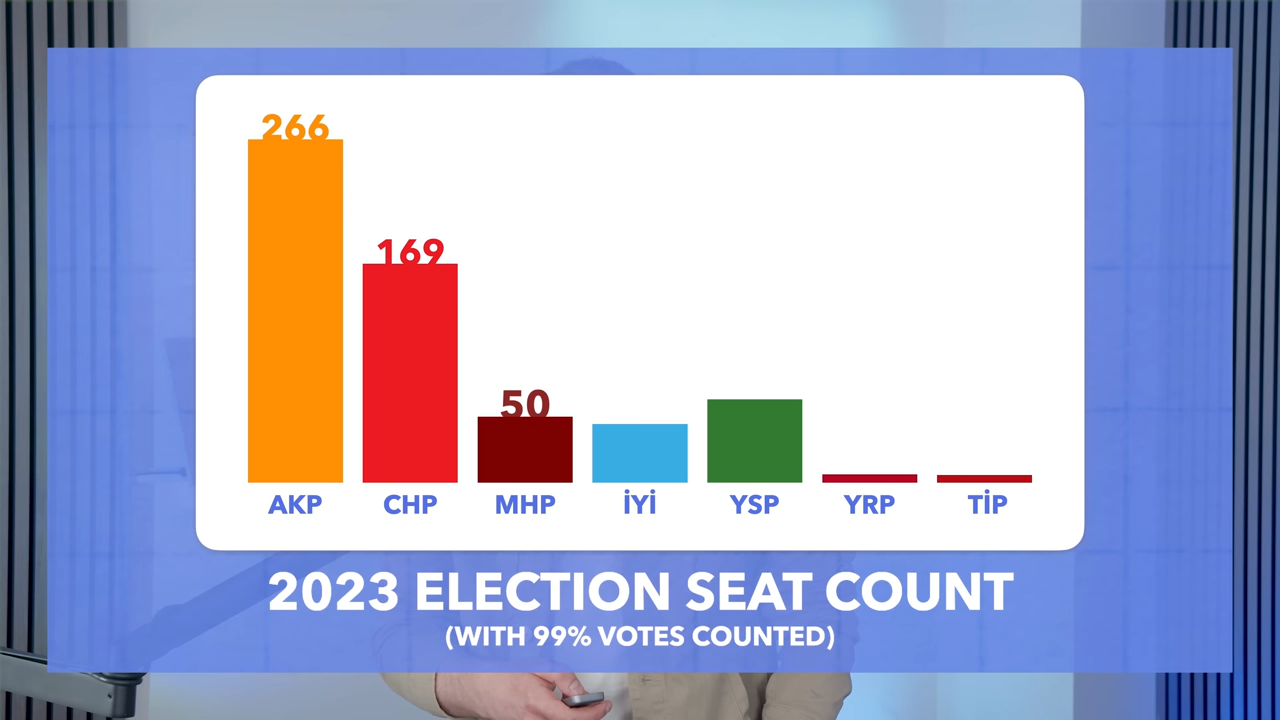 266
169
50
AKP CHP MHP İYİ YSP YRP TİP
2023 ELECTION SEAT COUNT
(WITH 99% VOTES COUNTED)